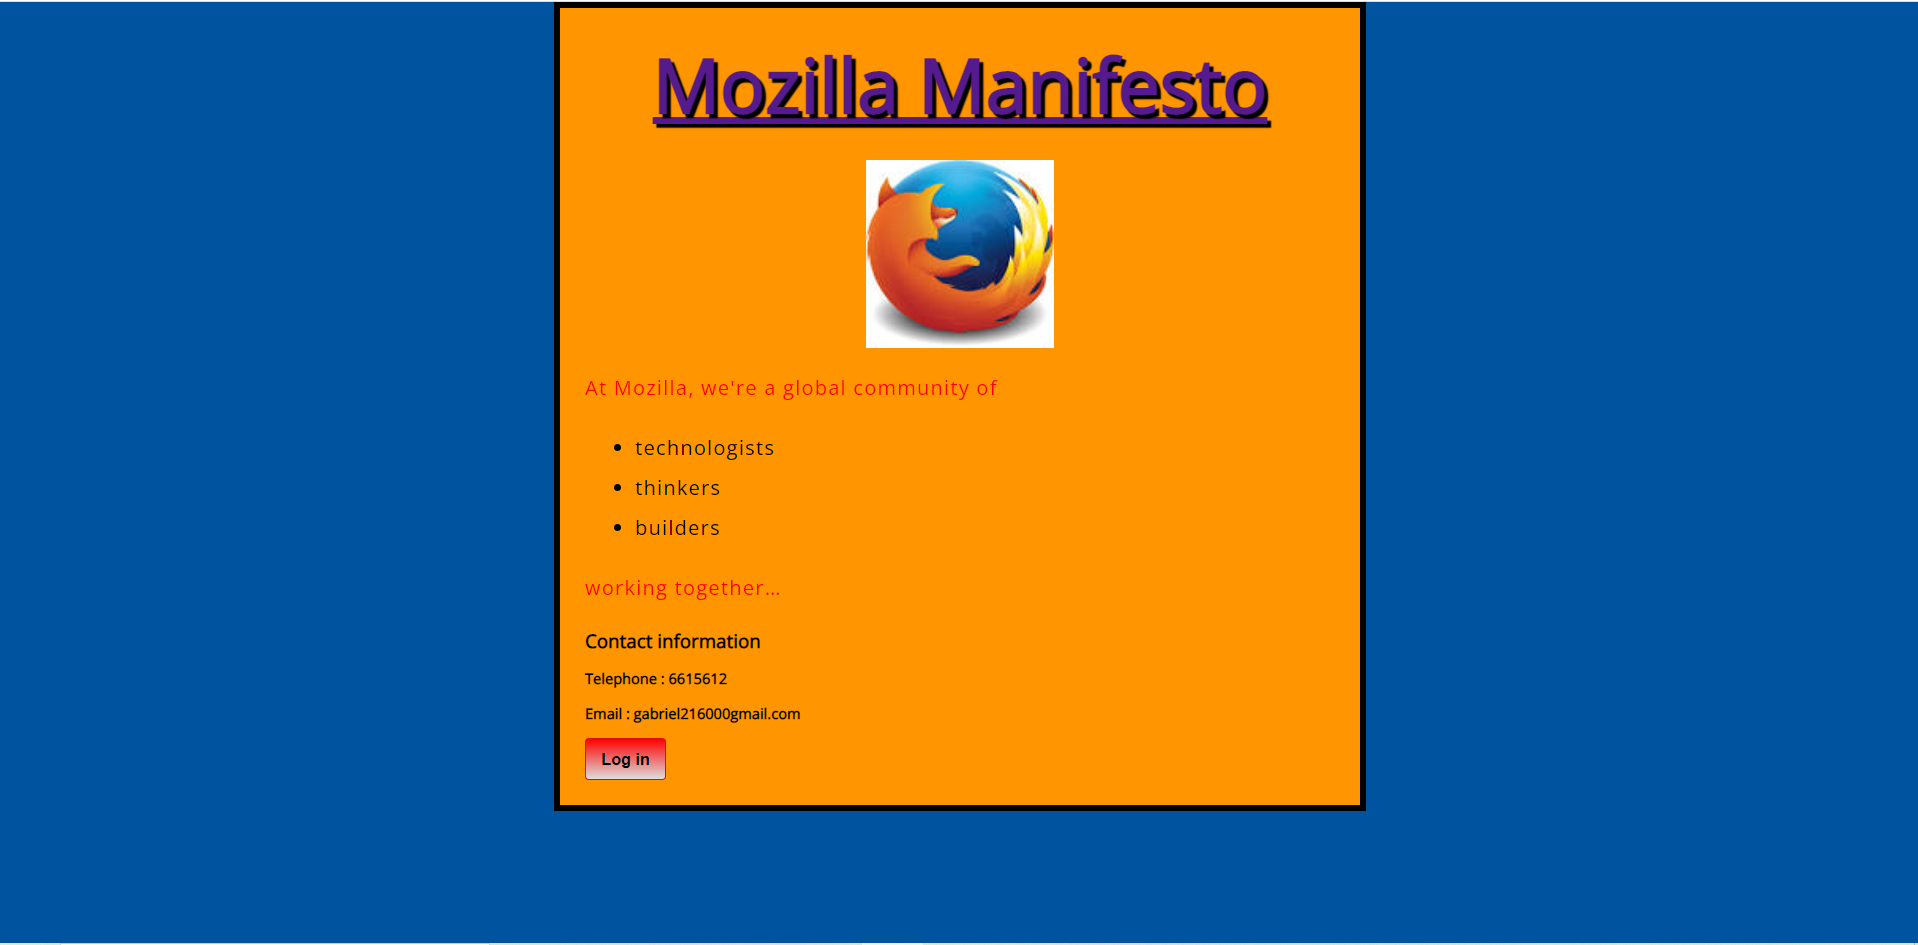 Mozilla Manifesto
At Mozilla, we're a global community of
• technologists
• thinkers
• builders
working together…
Contact information
Telephone : 6615612
Email : gabriel216000gmail.com
Log in